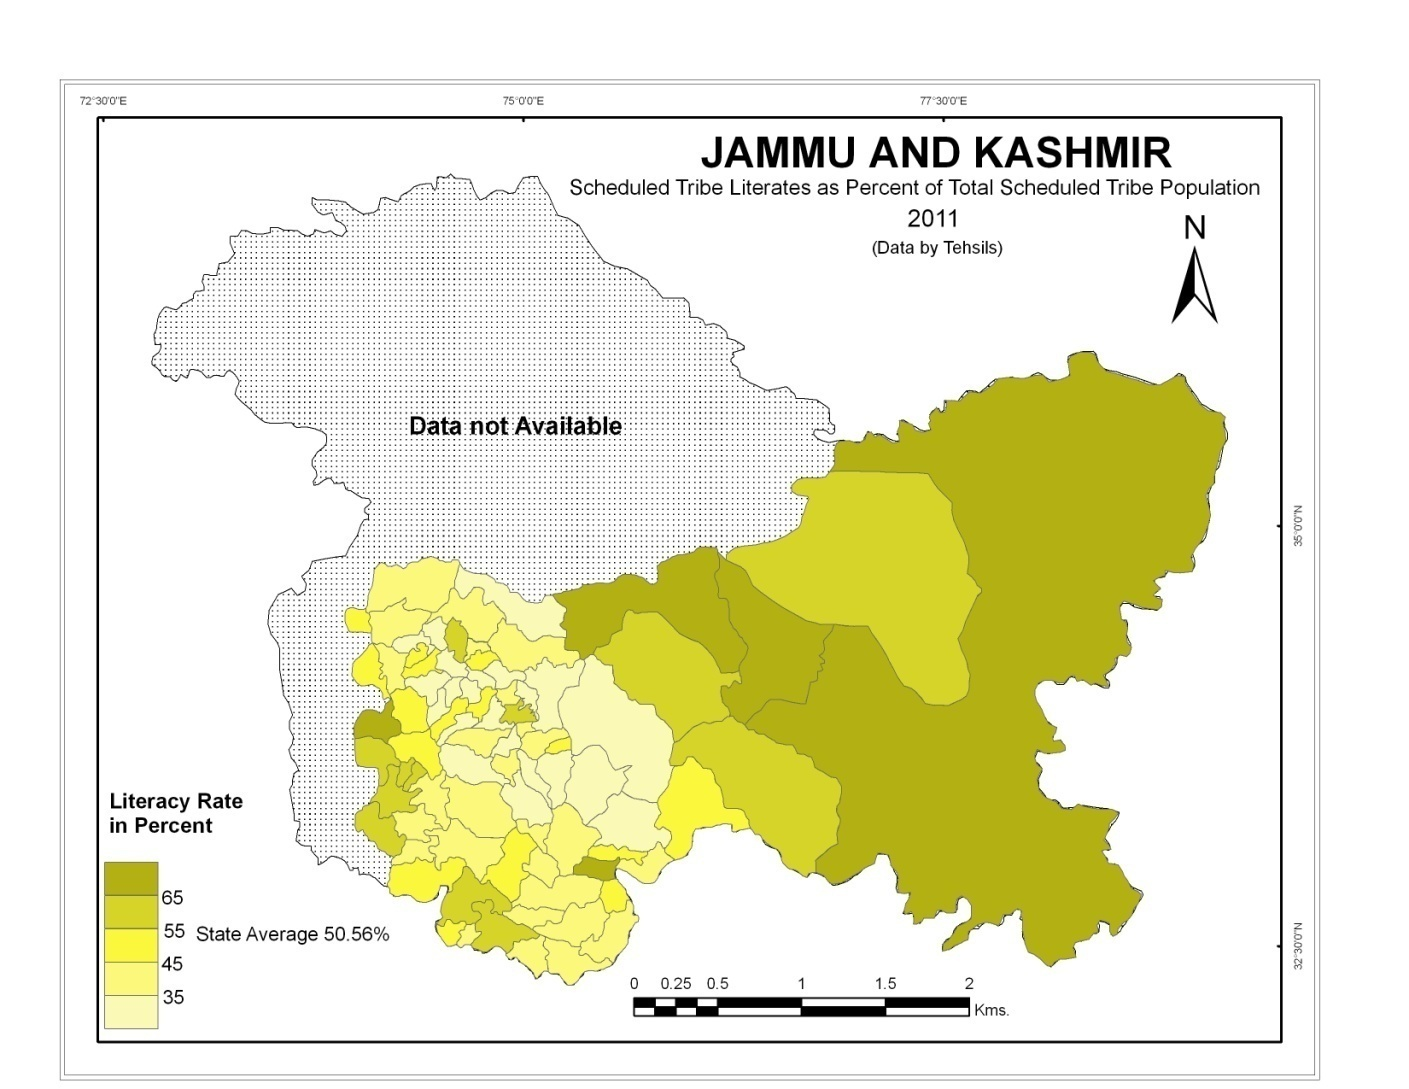 72°30'0"E
75°0'0"E
77°30'0"E
JAMMU AND KASHMIR
Scheduled Tribe Literates as Percent of Total Scheduled Tribe Population
2011
(Data by Tehsils)
N
Data not Available
35°0'0"N
Literacy Rate
in Percent
65
55
State Average 50.56%
45
35
32°30'0"N
0 0.25 0.5 1 1.5 2
Kms.